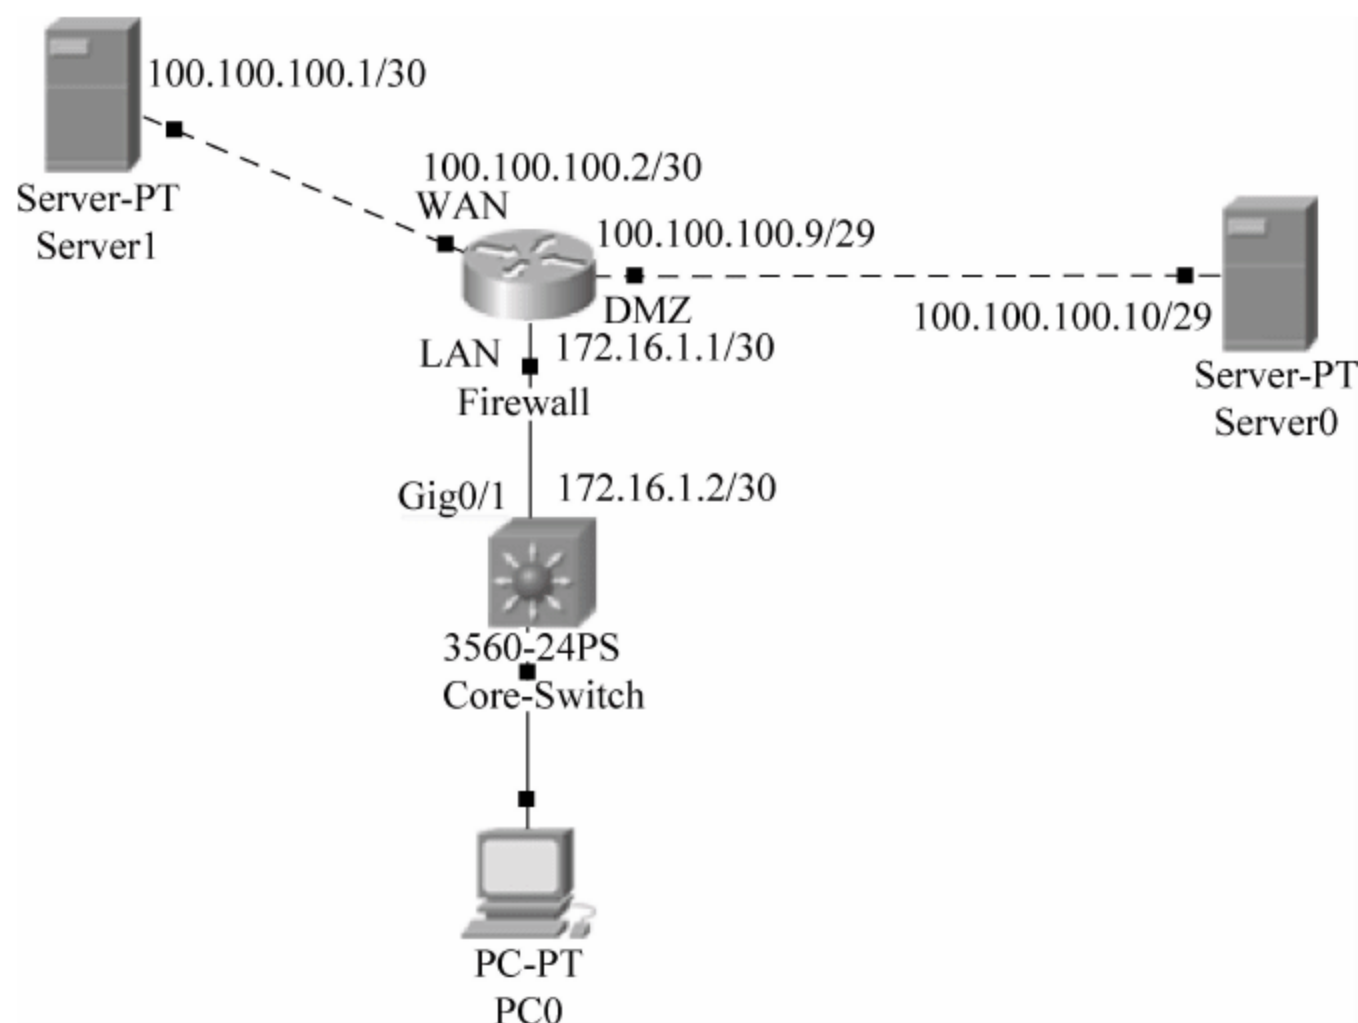 100.100.100.1/30
Server-PT
Server1
100.100.100.2/30
WAN
100.100.100.9/29
DMZ
100.100.100.10/29
Server-PT
Server0
LAN
172.16.1.1/30
Firewall
Gig0/1
172.16.1.2/30
3560-24PS
Core-Switch
PC-PT
PC0